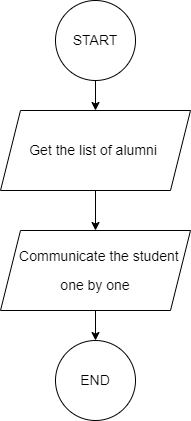 START
Get the list of alumni
Communicate the student
one by one
END